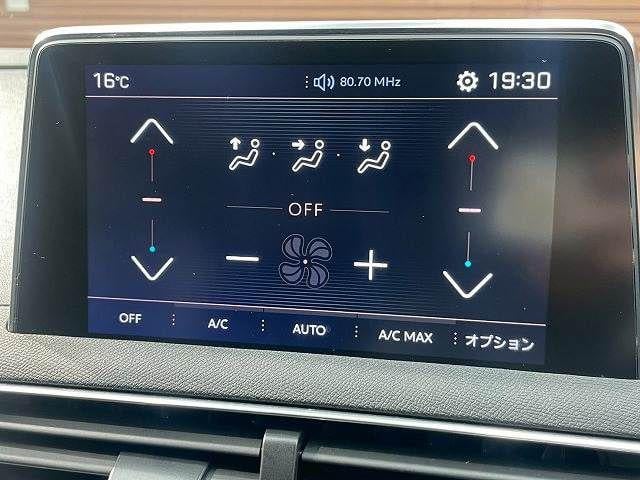 16°C 80.70 MHz 19:30
OFF
OFF A/C AUTO A/C MAX オプション